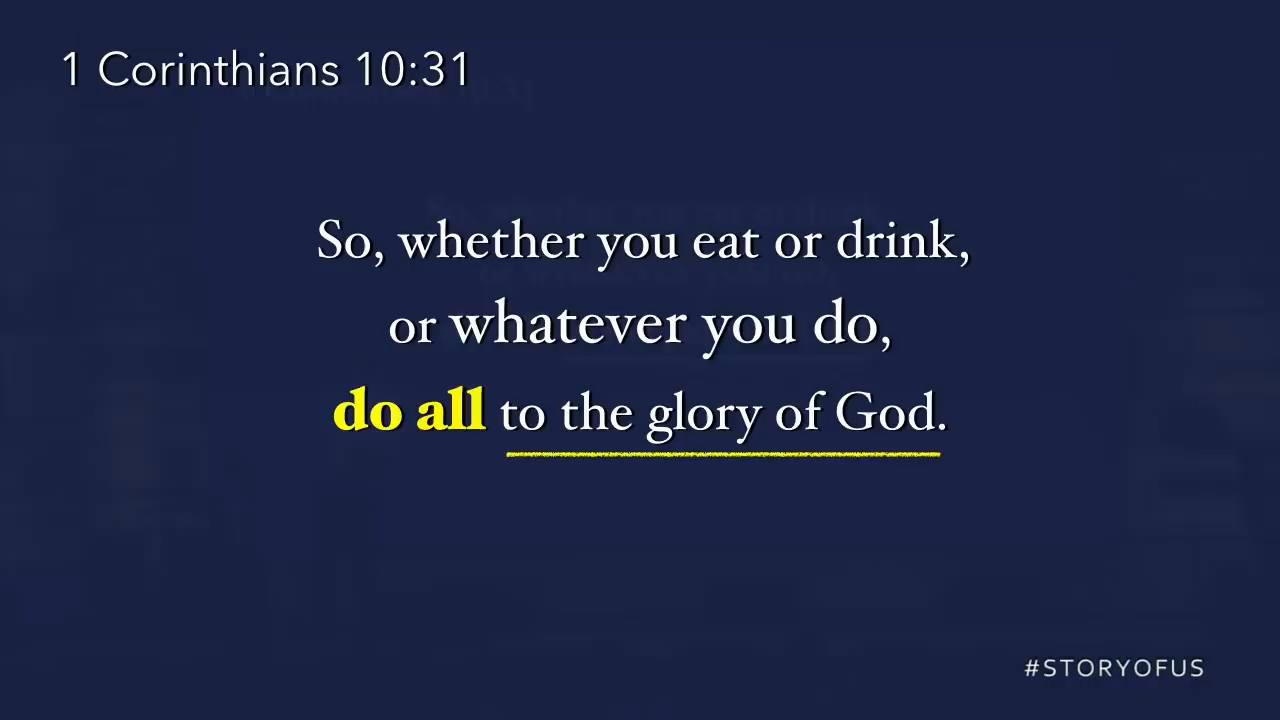 1 Corinthians 10:31
So, whether you eat or drink,
or whatever you do,
do all to the glory of God.
#STORYOFUS